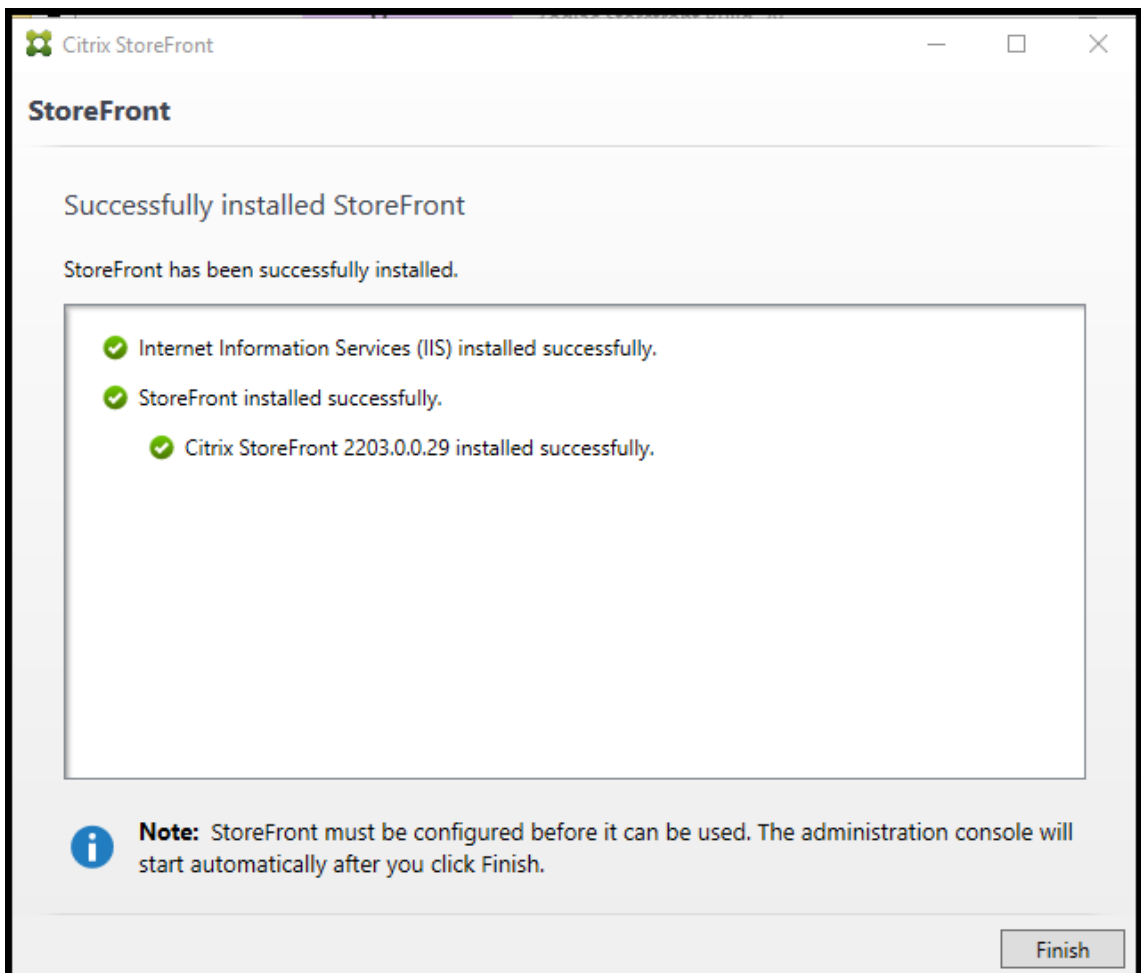 Citrix StoreFront
StoreFront
Successfully installed StoreFront
StoreFront has been successfully installed.
Internet Information Services (IIS) installed successfully.
StoreFront installed successfully.
Citrix StoreFront 2203.0.0.29 installed successfully.
Note: StoreFront must be configured before it can be used. The administration console will
start automatically after you click Finish.
Finish